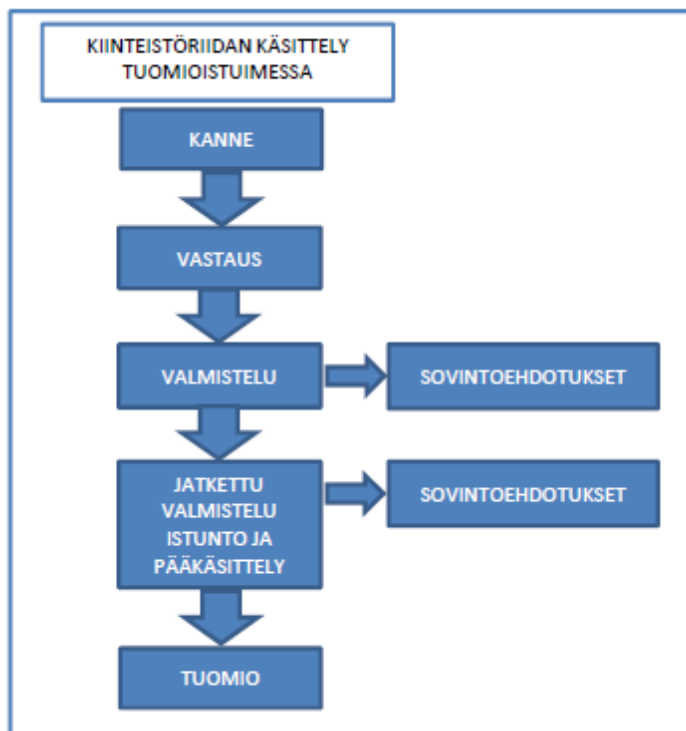 KIINTEISTÖRIIDAN KÄSITTELY
TUOMIOISTUIMESSA
KANNE
VASTAUS
VALMISTELU
SOVINTOEHDOTUKSET
JATKETTU
VALMISTELU
ISTUNTO JA
PÄÄKÄSITTELY
SOVINTOEHDOTUKSET
TUOMIO